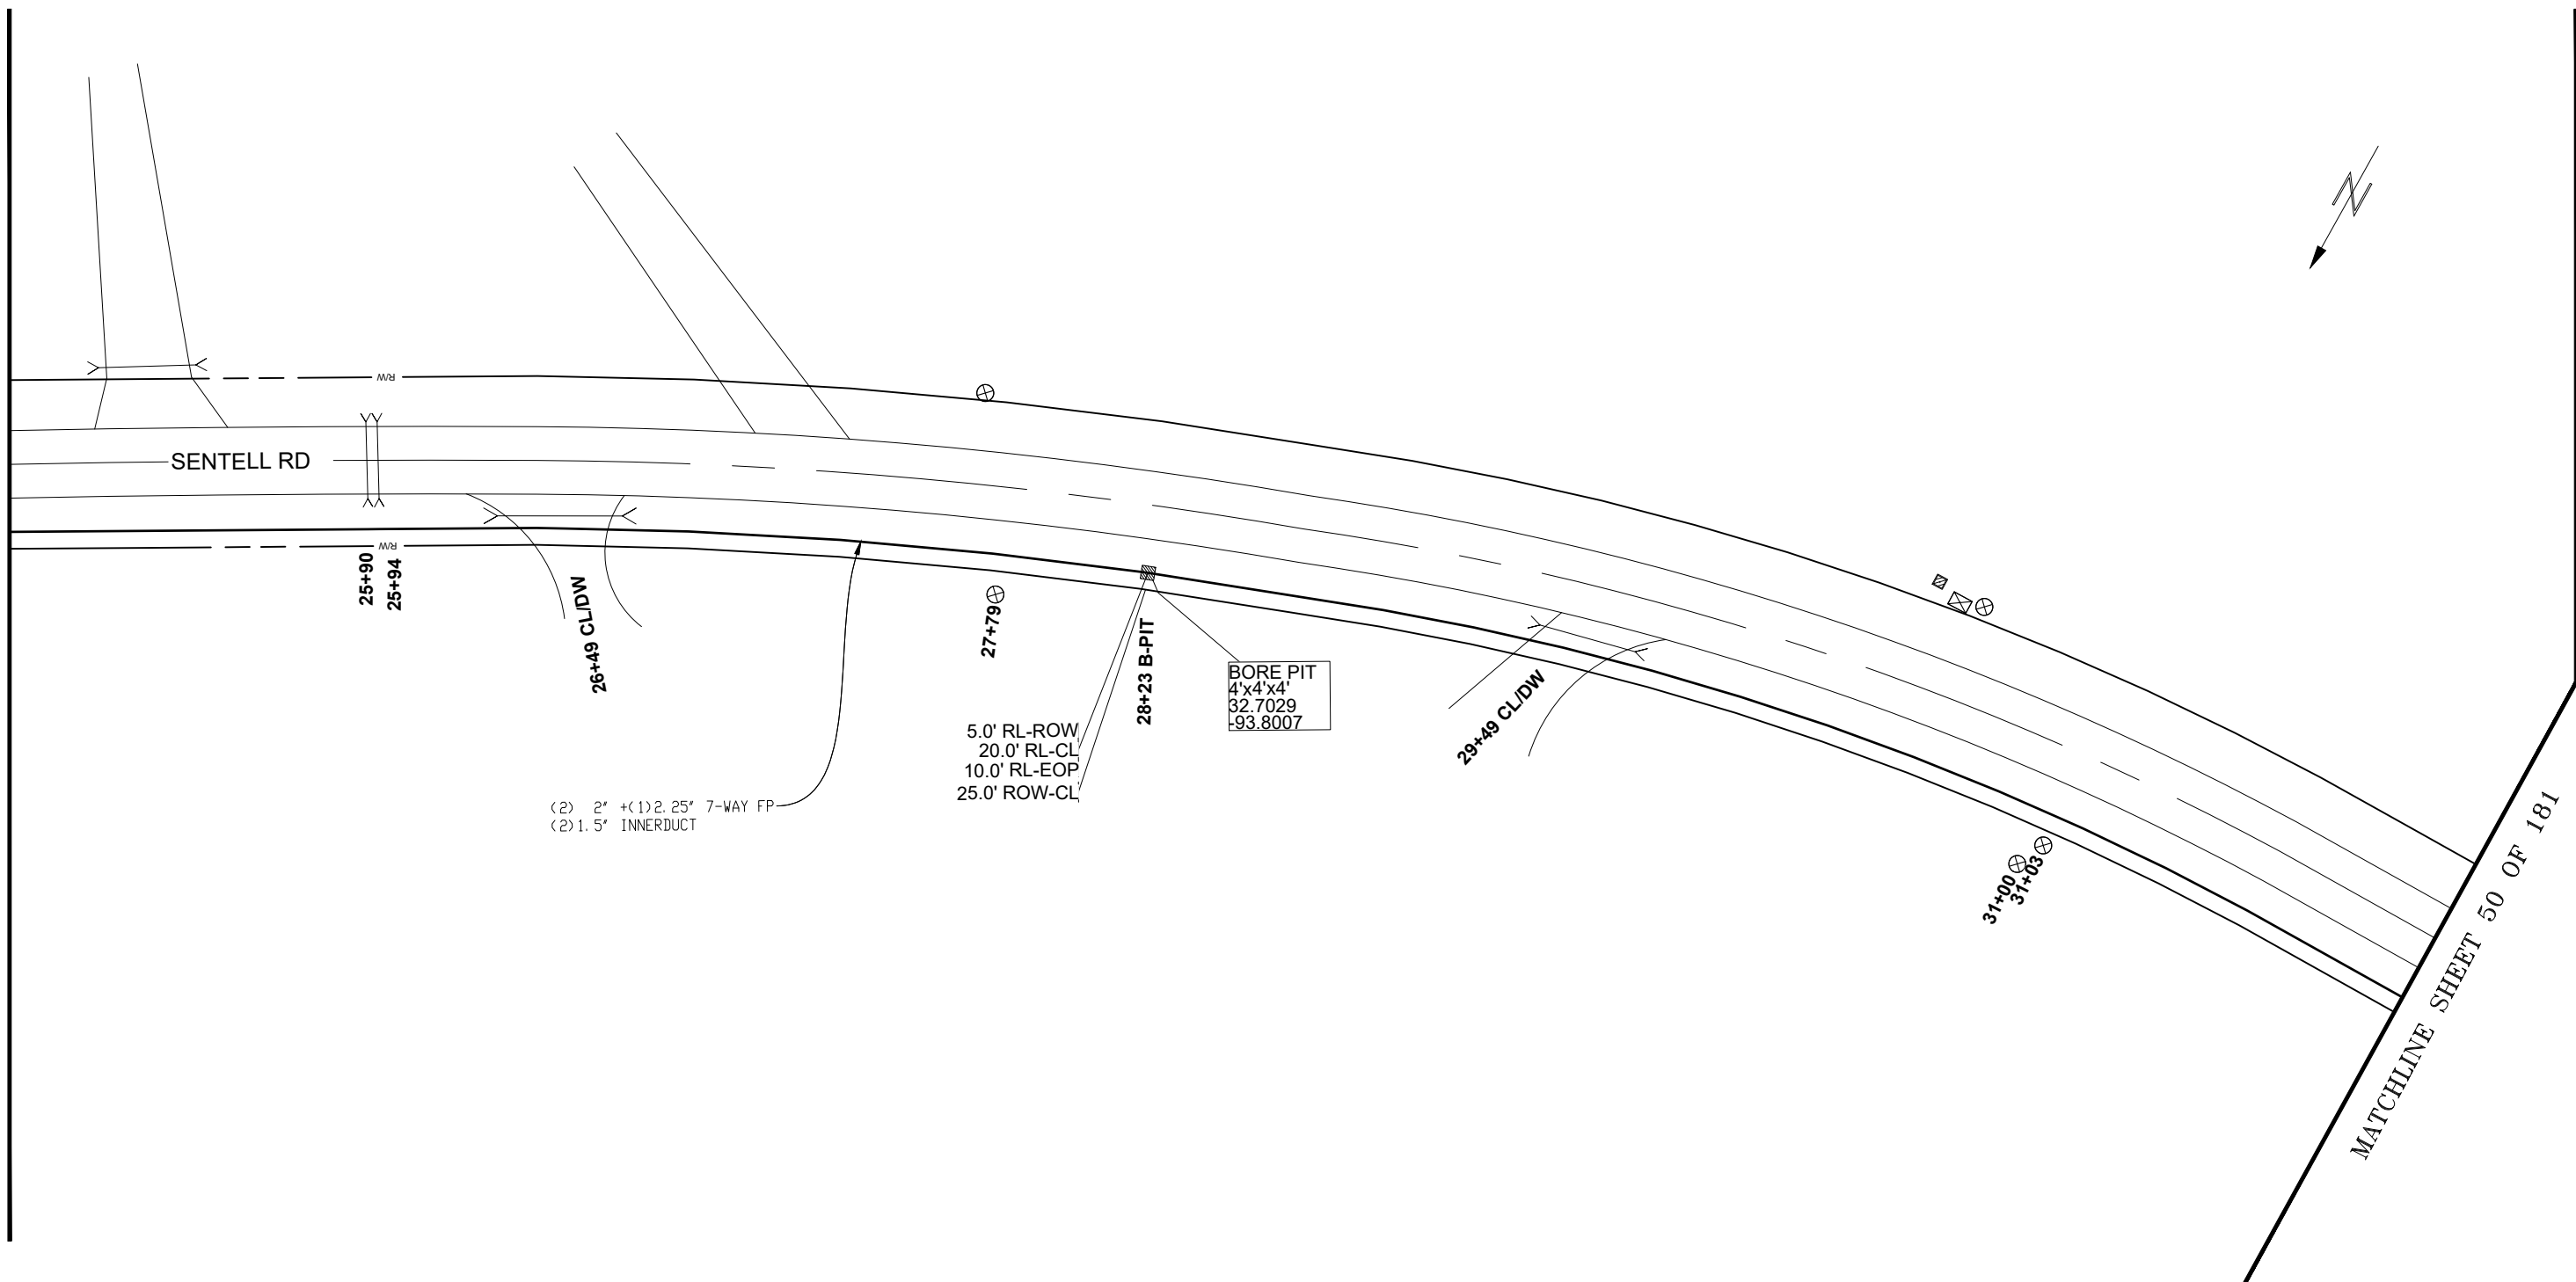 N
R/W
SENTELL RD
R/W
25+90
25+94
26+49 CL/DW
27+79
28+23 B-PIT
BORE PIT
4'x4'x4'
32.7029
-93.8007
5.0' RL-ROW
20.0' RL-CL
10.0' RL-EOP
25.0' ROW-CL
29+49 CL/DW
(2) 2" +(1)2.25" 7-WAY FP
(2)1.5" INNERDUCT
31+00
31+03
MATCHLINE SHEET 50 OF 181